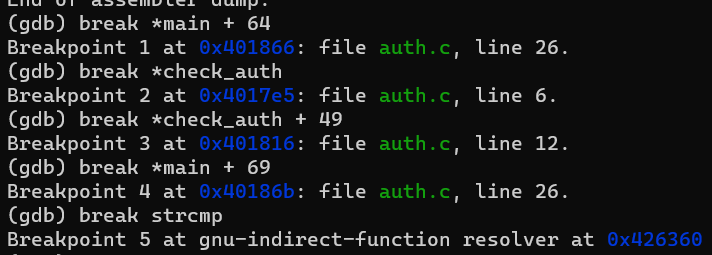 End of assembler dump.
(gdb) break *main + 64
Breakpoint 1 at 0x401866: file auth.c, line 26.
(gdb) break *check_auth
Breakpoint 2 at 0x4017e5: file auth.c, line 6.
(gdb) break *check_auth + 49
Breakpoint 3 at 0x401816: file auth.c, line 12.
(gdb) break *main + 69
Breakpoint 4 at 0x40186b: file auth.c, line 26.
(gdb) break strcmp
Breakpoint 5 at gnu-indirect-function resolver at 0x426360